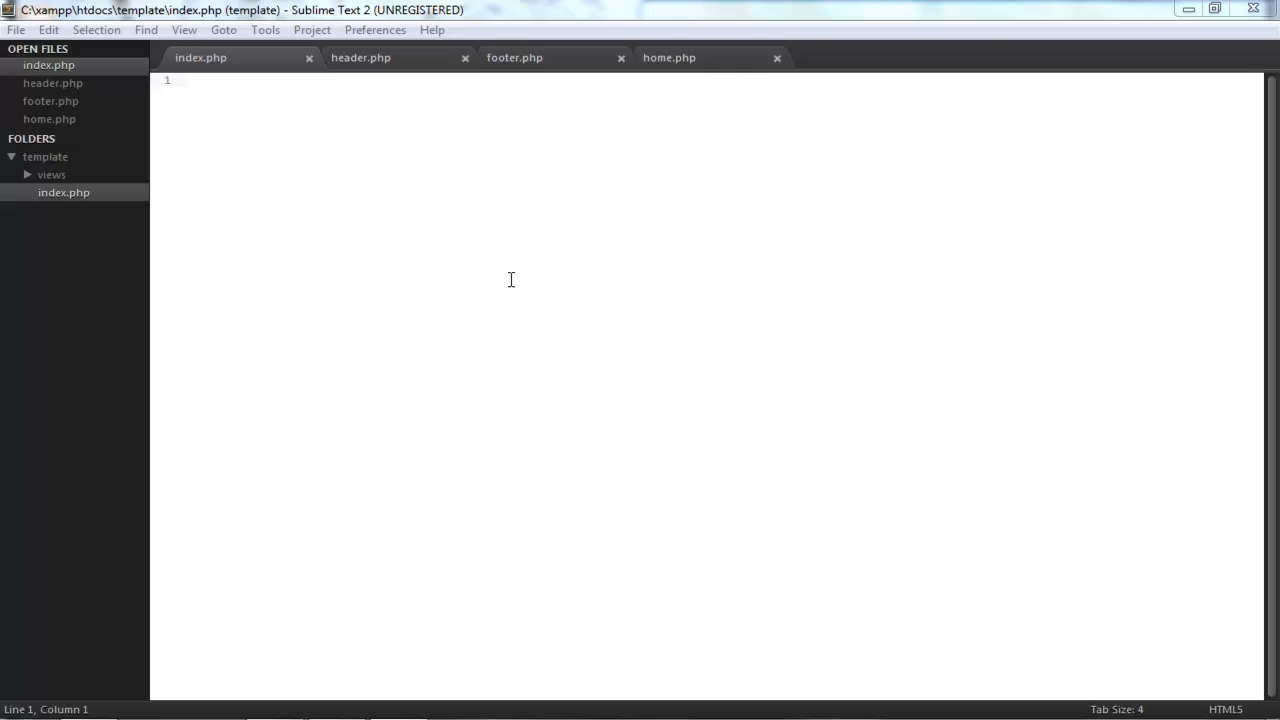 C:\xampp\htdocs\template\index.php (template) - Sublime Text 2 (UNREGISTERED)
File Edit Selection View Find View Goto Tools Project Preferences Help
OPEN FILES
index.php
header.php
footer.php
home.php
FOLDERS
template
views
index.php
index.php header.php footer.php home.php
1
Line 1, Column 1 Tab Size: 4 HTML5